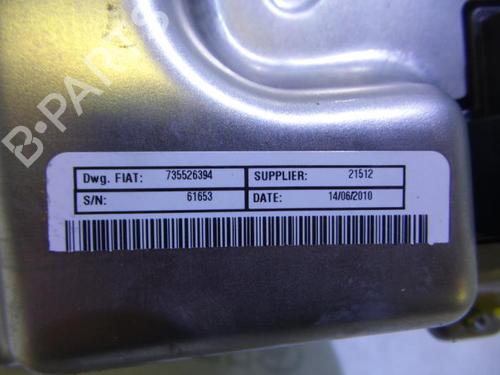 B-PARTS
Dwg. FIAT: 735526394 SUPPLIER: 21512
S/N: 61653 DATE: 14/06/2010